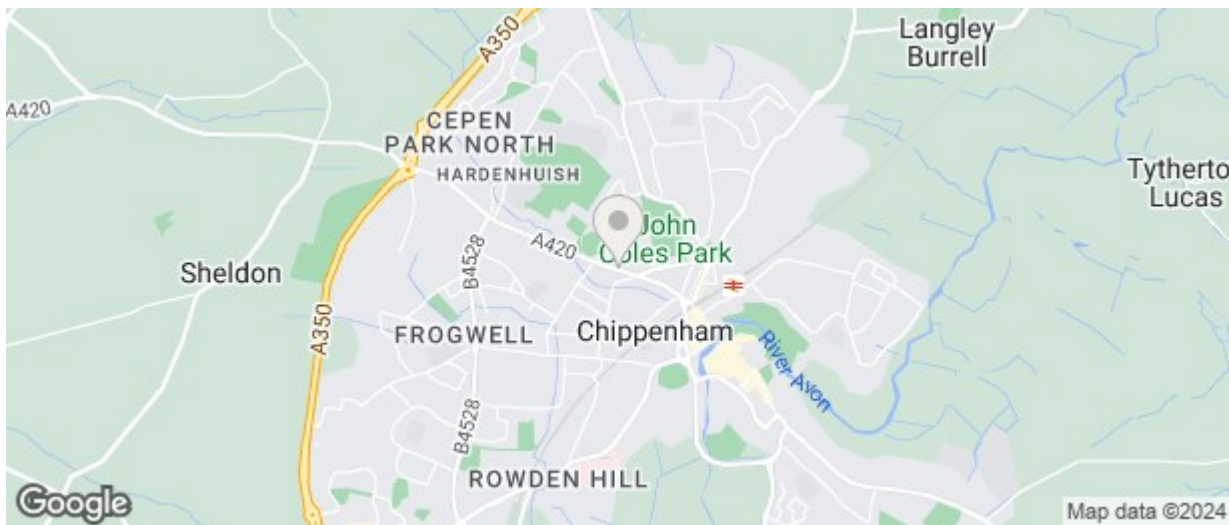 Langley
Burrell
A350
A420
CEPEN
PARK NORTH
HARDENHUISH
Tytherto
Lucas
John
Coles Park
A420
B4528
Sheldon
A350
FROGWELL
Chippenham
River Avon
B4528
ROWDEN HILL
Google
Map data ©2024